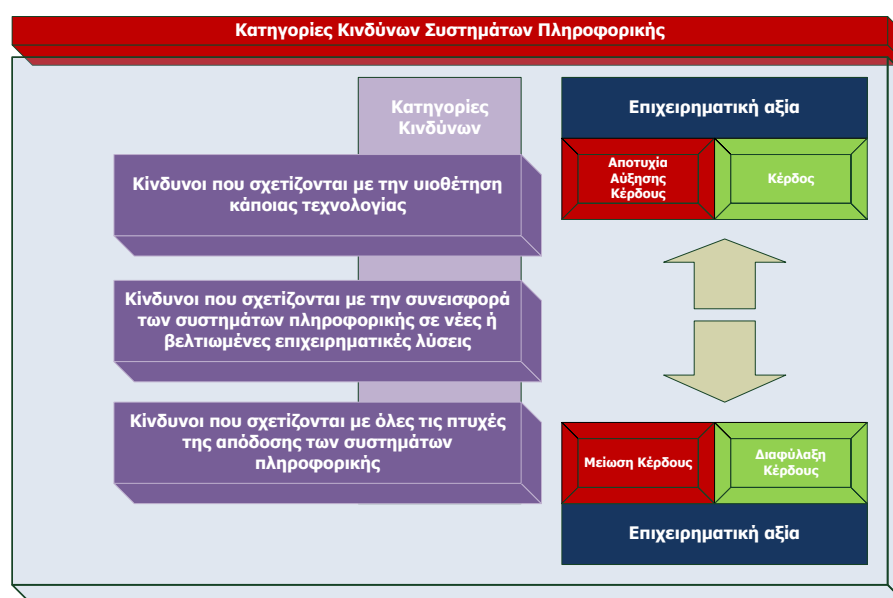 Κατηγορίες Κινδύνων Συστημάτων Πληροφορικής
Κατηγορίες
Κινδύνων
Κίνδυνοι που σχετίζονται με την υιοθέτηση
κάποιας τεχνολογίας
Κίνδυνοι που σχετίζονται με την συνεισφορά
των συστημάτων πληροφορικής σε νέες ή
βελτιωμένες επιχειρηματικές λύσεις
Κίνδυνοι που σχετίζονται με όλες τις πτυχές
της απόδοσης των συστημάτων
πληροφορικής
Επιχειρηματική αξία
Αποτυχία
Αύξησης
Κέρδους
Κέρδος
Μείωση Κέρδους
Διαφύλαξη
Κέρδους
Επιχειρηματική αξία